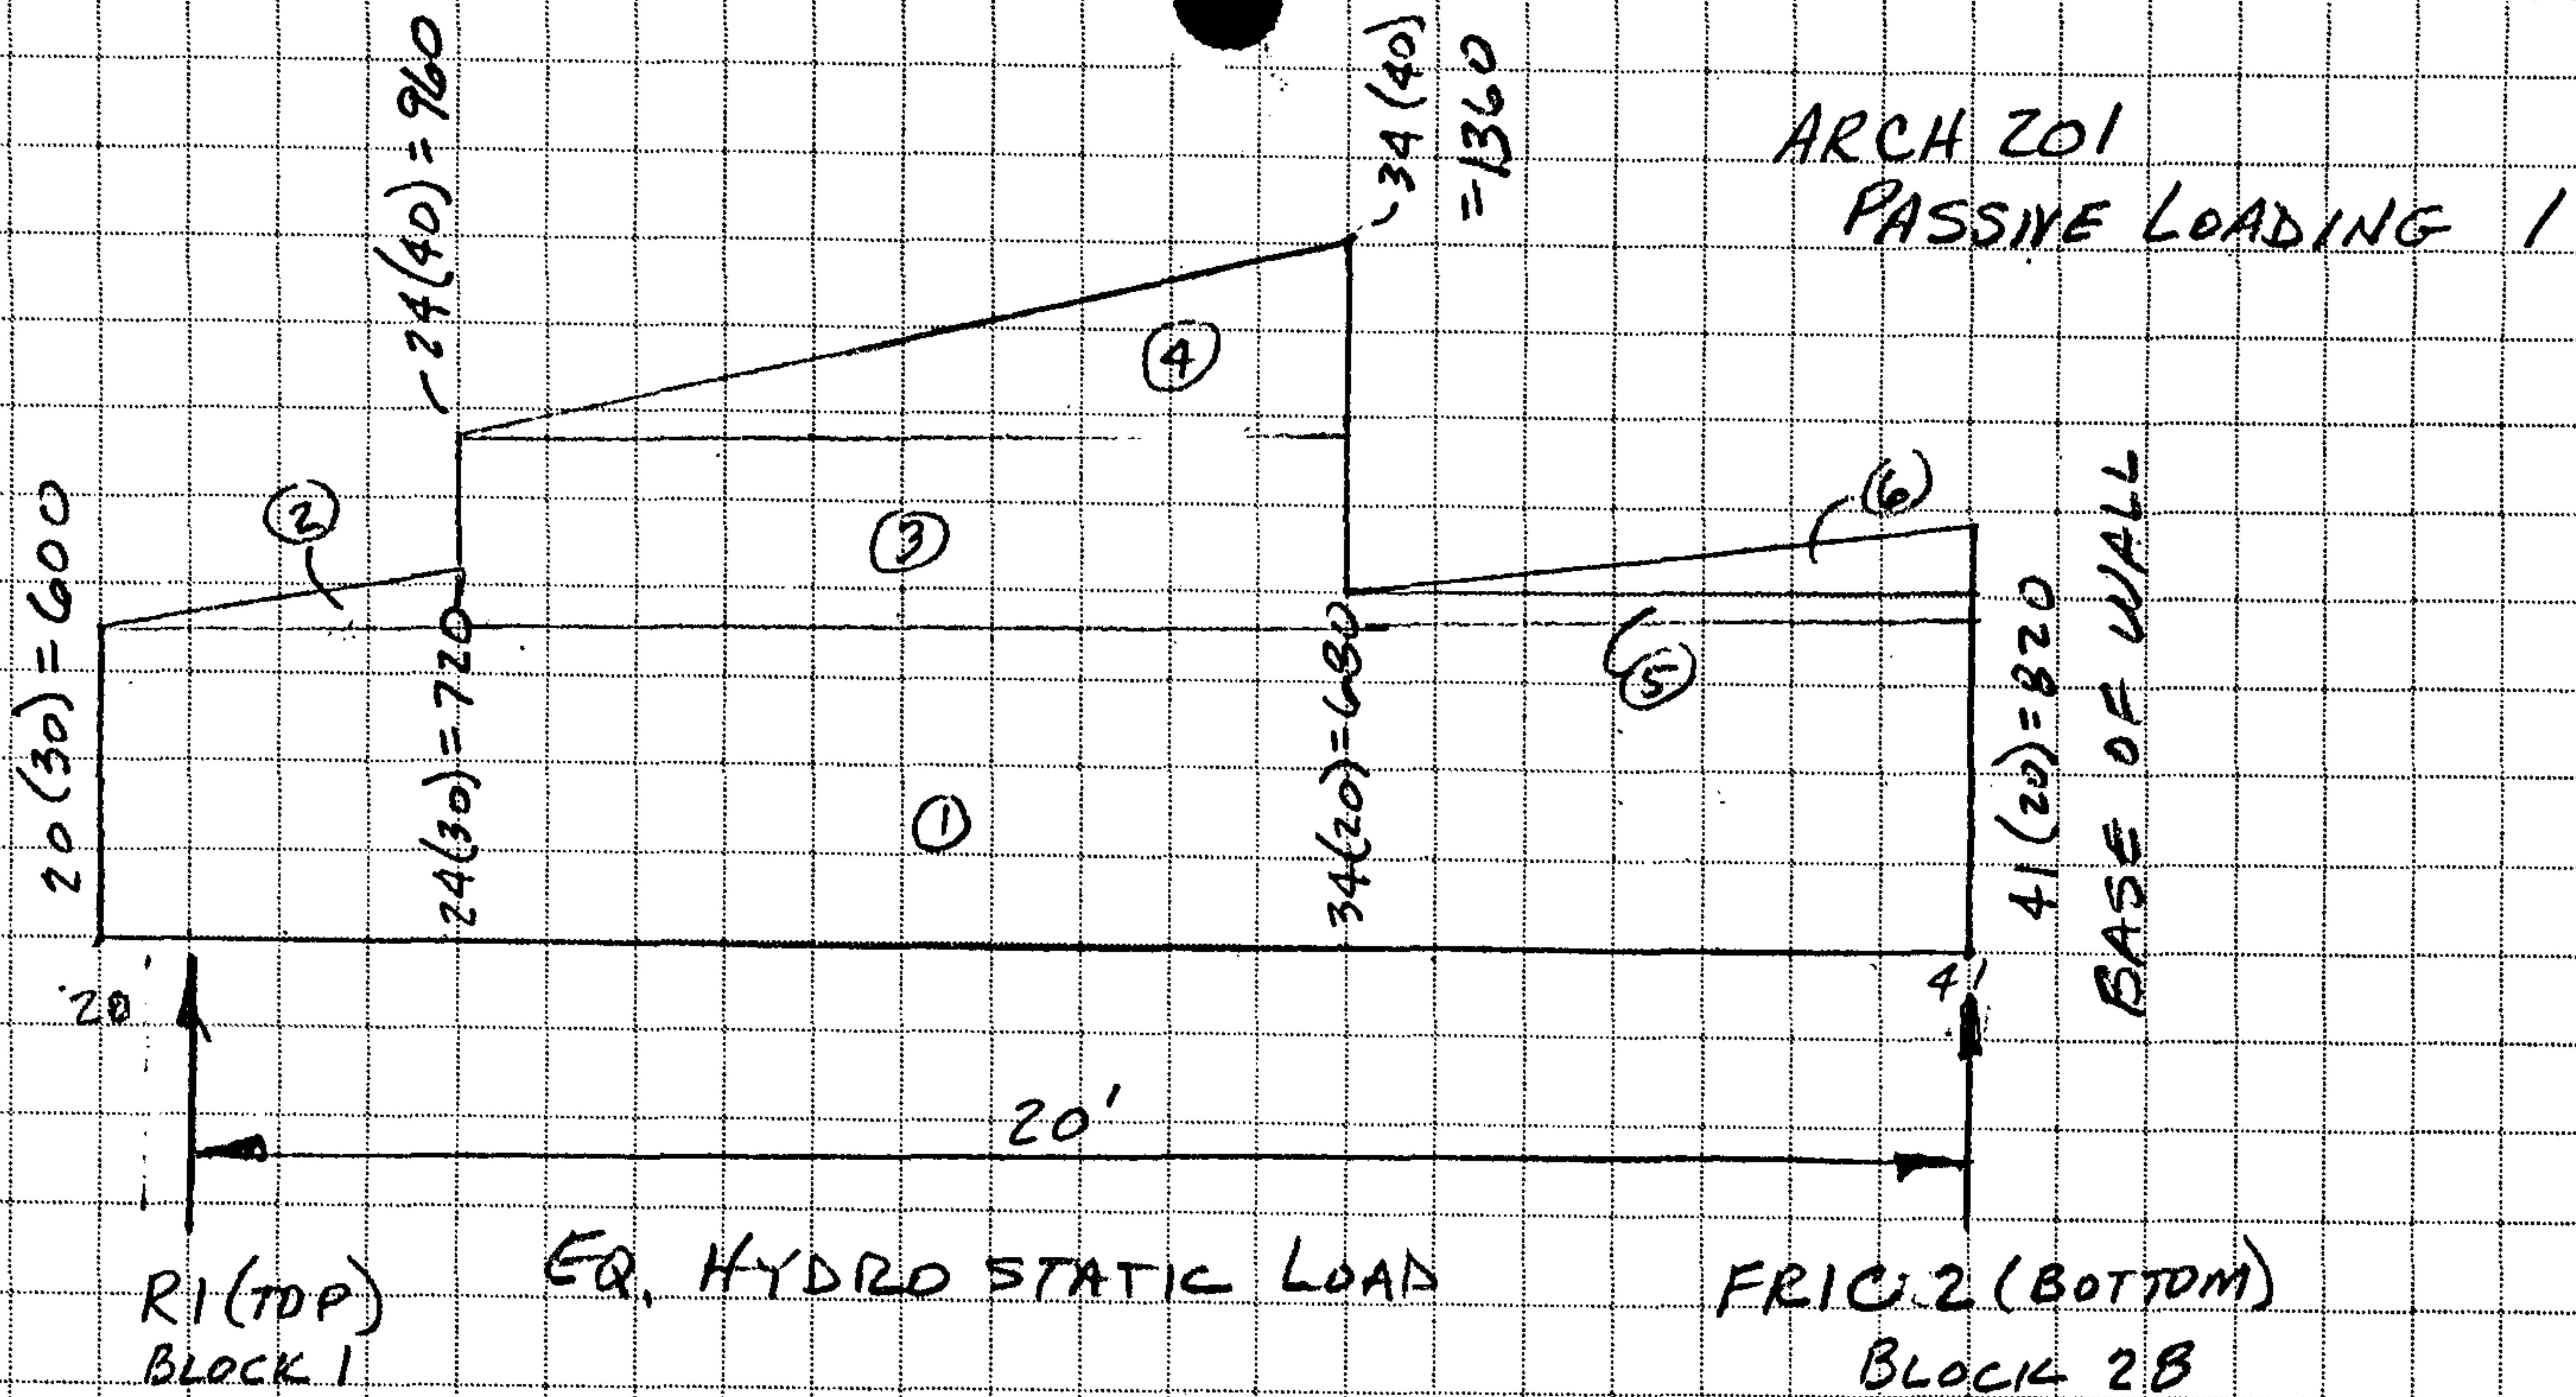 ARCH 201
PASSIVE LOADING 1
24(40) = 960
34(40)
=1360
20(30) = 600
2
4
3
6
24(30) = 720
34(20)=680
5
1
41(20)=820
BASE OF WALL
20
41
20'
R1(TOP)
BLOCK 1
EQ. HYDRO STATIC LOAD
FRIC.2 (BOTTOM)
BLOCK 28